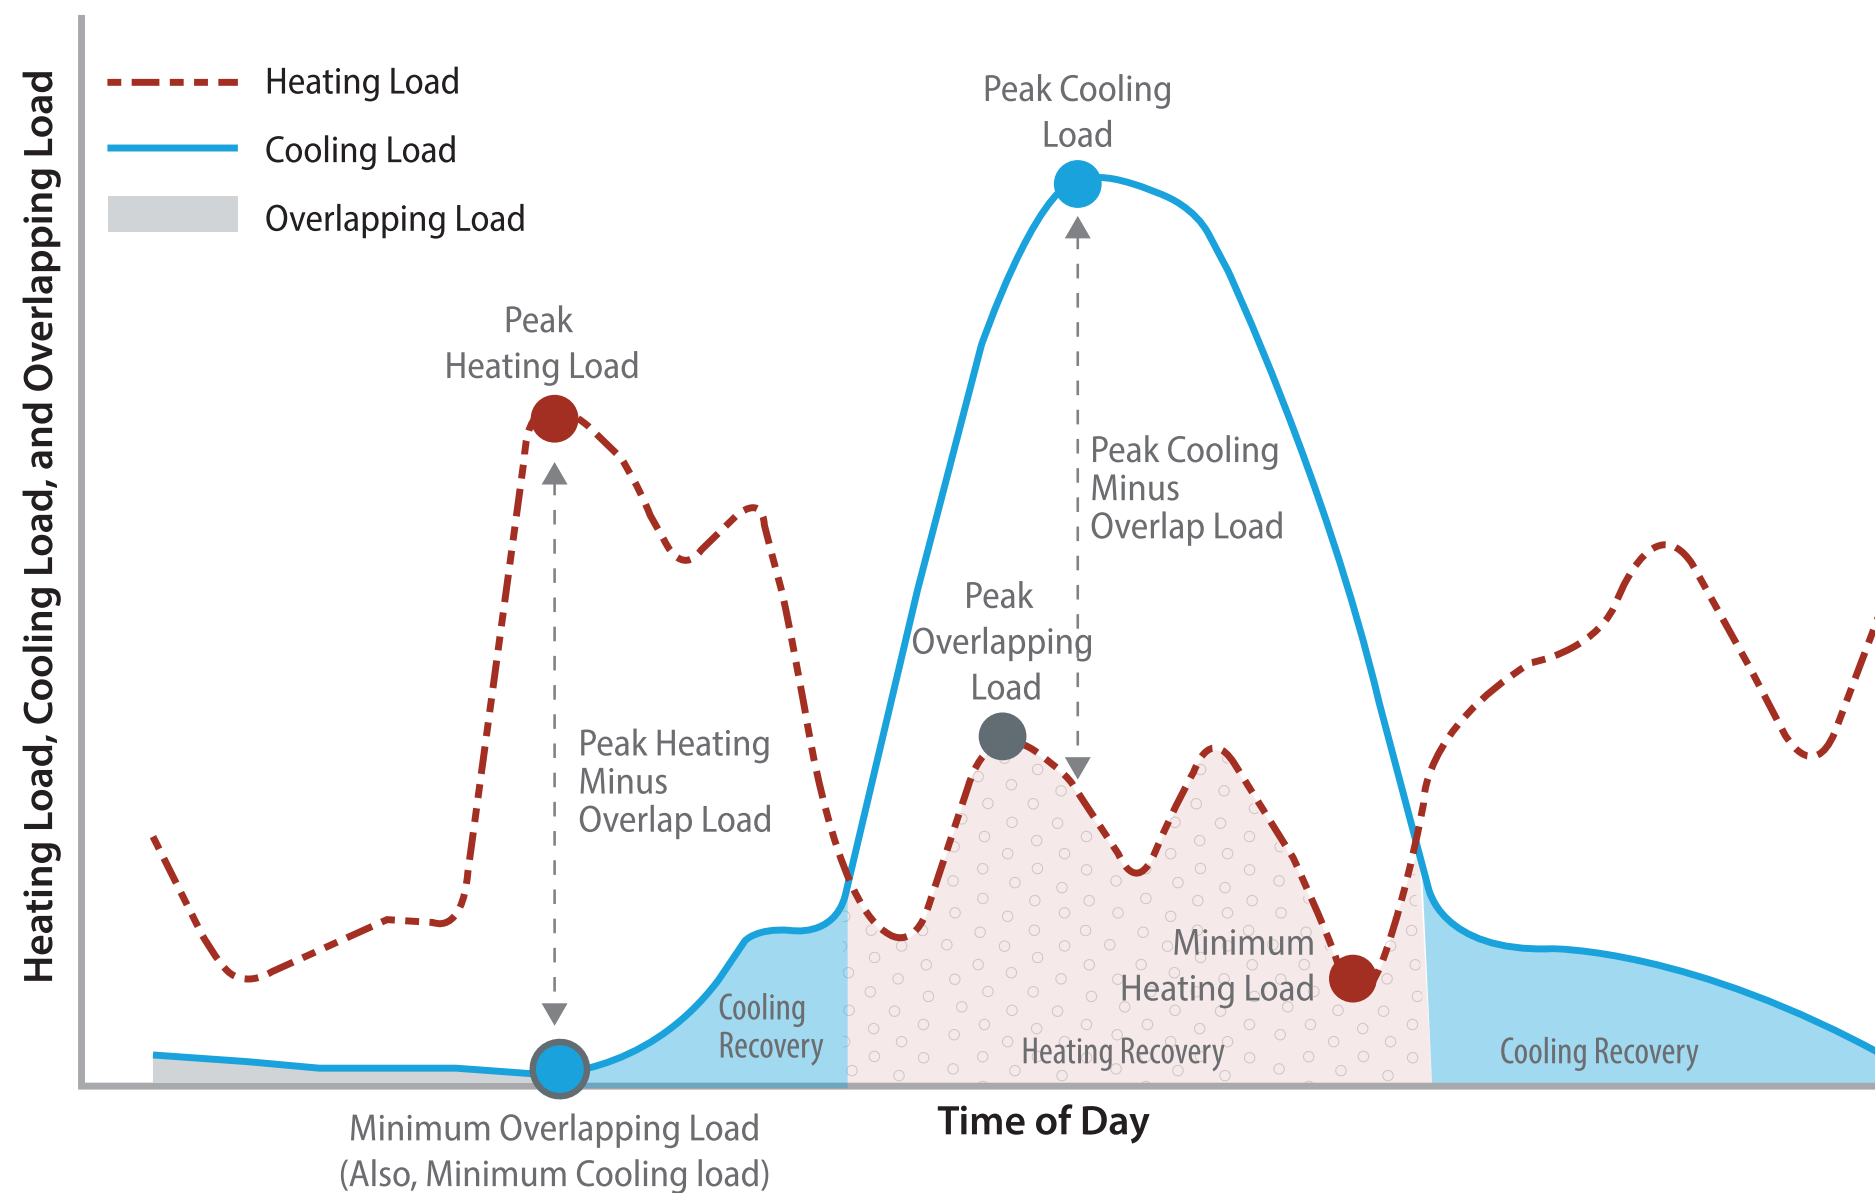 Heating Load, Cooling Load, and Overlapping Load
Heating Load
Cooling Load
Overlapping Load
Peak Cooling
Load
Peak
Heating Load
Peak Cooling
Minus
Overlap Load
Peak
Overlapping
Load
Peak Heating
Minus
Overlap Load
Minimum
Heating Load
Cooling
Recovery
Heating Recovery
Cooling Recovery
Minimum Overlapping Load
(Also, Minimum Cooling load)
Time of Day